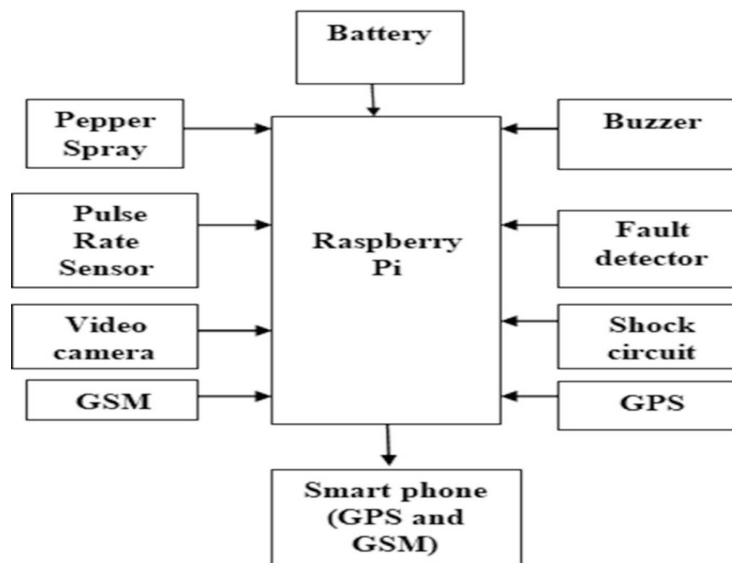 Battery
Pepper
Spray
Buzzer
Pulse
Rate
Sensor
Raspberry
Pi
Fault
detector
Video
camera
Shock
circuit
GSM
GPS
Smart phone
(GPS and
GSM)